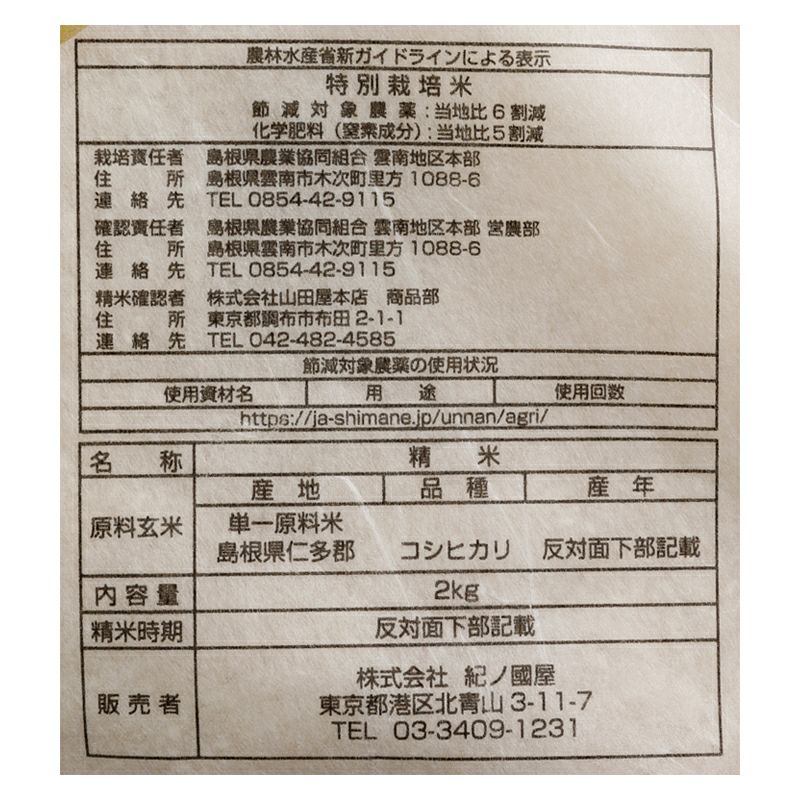 農林水産省新ガイドラインによる表示
特別栽培米
節減対象農薬：当地比6割減
化学肥料（窒素成分）：当地比5割減
栽培責任者 島根県農業協同組合 雲南地区本部
住所 島根県雲南市木次町里方 1088-6
連絡先 TEL 0854-42-9115
確認責任者 島根県農業協同組合 雲南地区本部 営農部
住所 島根県雲南市木次町里方 1088-6
連絡先 TEL 0854-42-9115
精米確認者 株式会社山田屋本店 商品部
住所 東京都調布市布田 2-1-1
連絡先 TEL 042-482-4585
節減対象農薬の使用状況
使用資材名 用途 使用回数
https://ja-shimane.jp/unnan/agri/
名称 精米
原料玄米 産地 品種 産年
単一原料米
島根県仁多郡 コシヒカリ 反対面下部記載
内容量 2kg
精米時期 反対面下部記載
販売者 株式会社 紀ノ國屋
東京都港区北青山 3-11-7
TEL 03-3409-1231